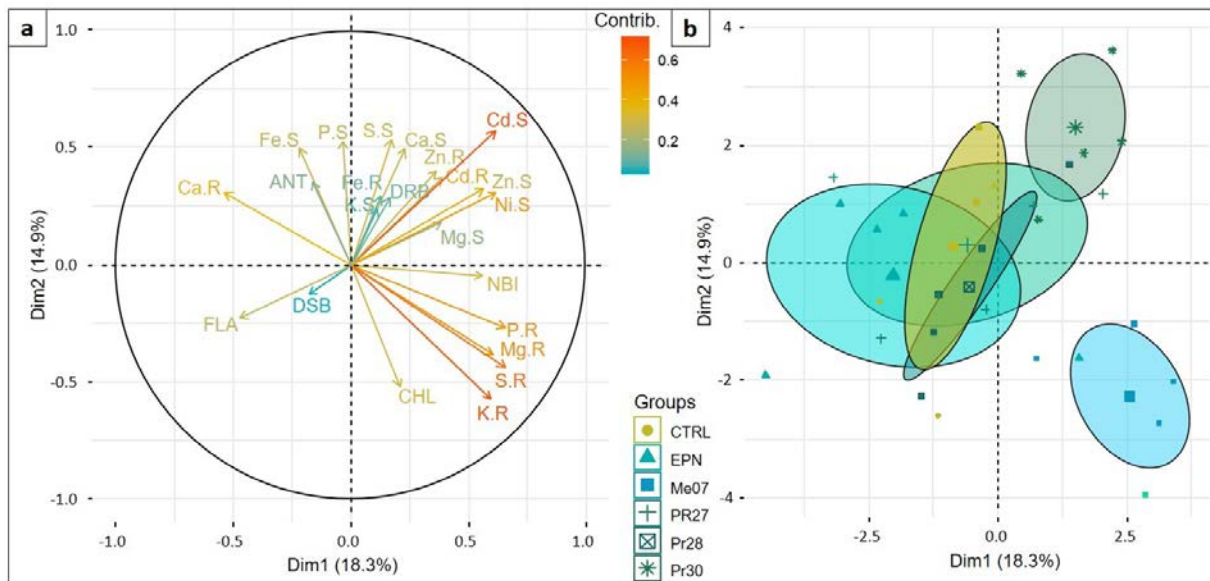 a
1.0
0.5
0.0
-0.5
-1.0
Dim2 (14.9%)
-1.0
-0.5
0.0
0.5
1.0
Dim1 (18.3%)
Contrib.
0.6
0.4
0.2
Cd.S
Fe.S
P.S
S.S
Ca.S
Zn.R
Ca.R
ANT
Fe.R
DRB
Cd.R
Zn.S
K.S
Ni.S
Mg.S
NBI
DSB
FLA
P.R
Mg.R
S.R
K.R
CHL
b
4
2
0
-2
-4
Dim2 (14.9%)
-2.5
0.0
2.5
Dim1 (18.3%)
Groups
CTRL
EPN
Me07
PR27
Pr28
Pr30